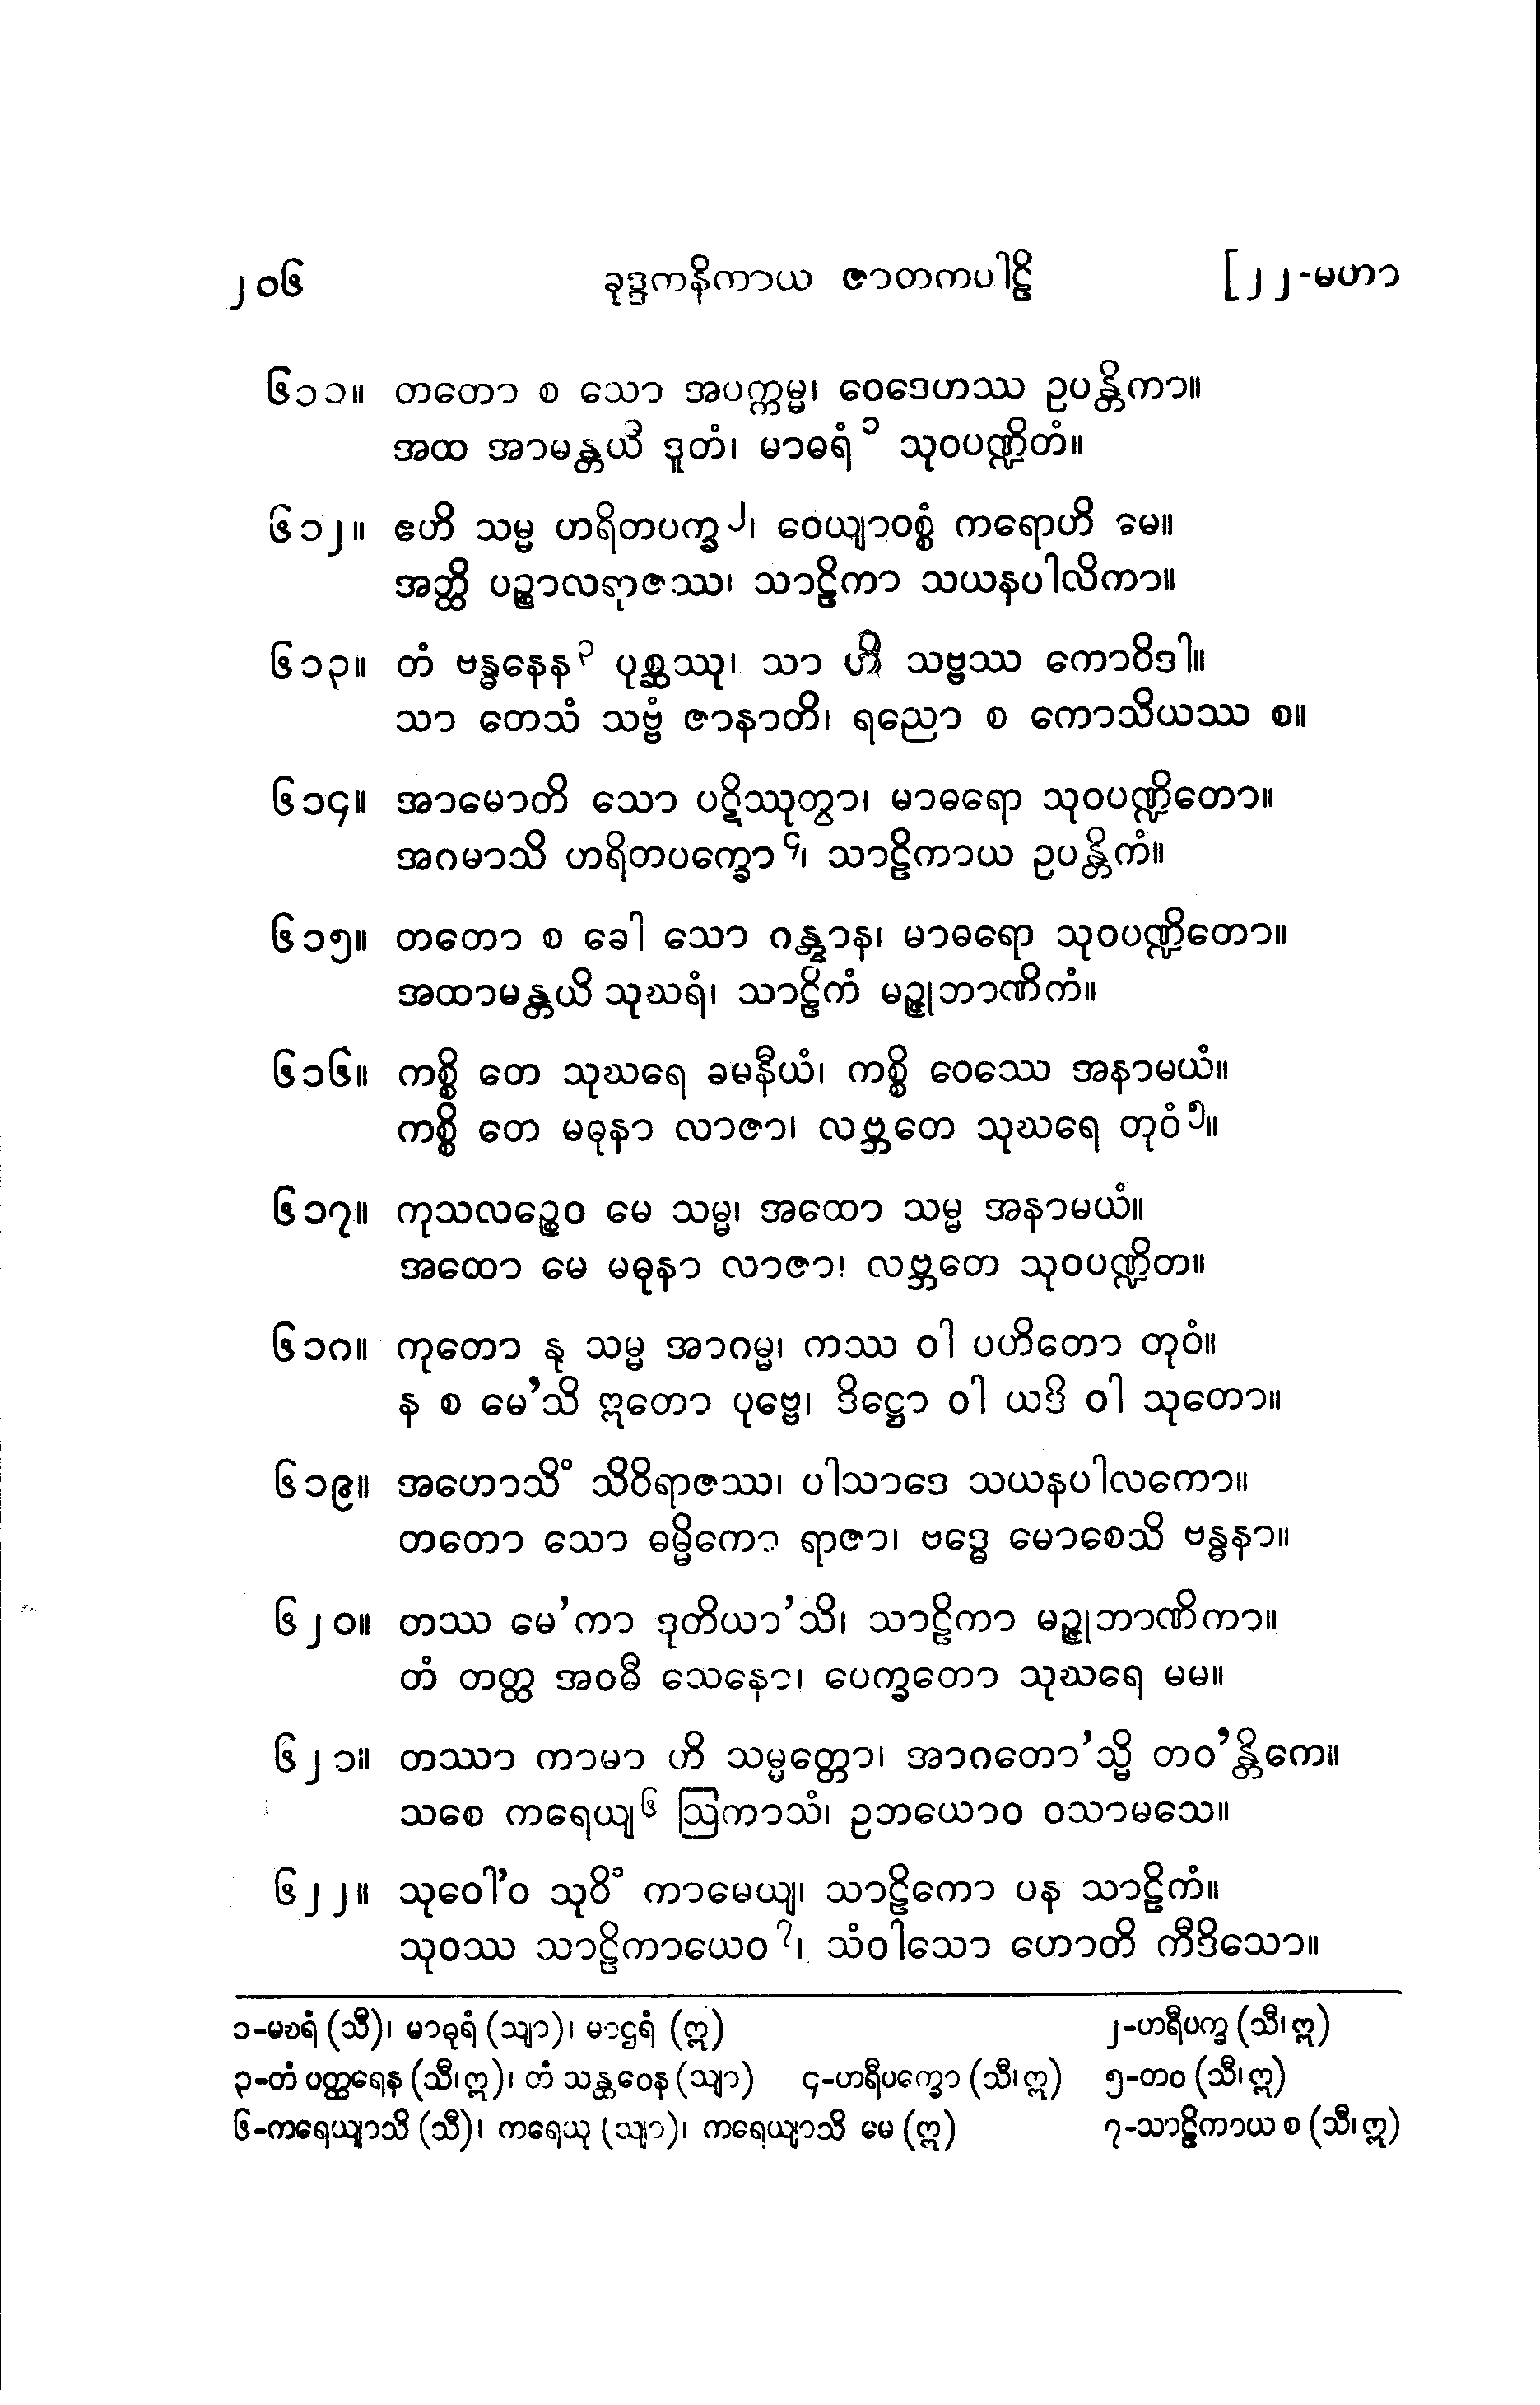 ၂၀၆ ခုဒ္ဒကနိကာယ ဇာတကပါဠိ [၂၂-မဟာ
၆၁၁။ တတော စ သော အပက္ကမ္မ၊ ဝေဒေဟဿ ဥပန္တိကာ။
အထ အာမန္တယိ ဒူတံ၊ မာဓရံ ၁ သုဝပဏ္ဍိတံ။
၆၁၂။ ဧဟိ သမ္မ ဟရိတပက္ခ ၂၊ ဝေယျာဝစ္စံ ကရောဟိ မေ။
အတ္ထိ ပဉ္စာလရာဇဿ၊ သာဠိကာ သယနပါလိကာ။
၆၁၃။ တံ ဗန္ဓနေန ၃ ပုစ္ဆဿု၊ သာ ဟိ သဗ္ဗဿ ကောဝိဒါ။
သာ တေသံ သဗ္ဗံ ဇာနာတိ၊ ရညော စ ကောသိယဿ စ။
၆၁၄။ အာမောတိ သော ပဋိဿုတွာ၊ မာဓရော သုဝပဏ္ဍိတော။
အဂမာသိ ဟရိတပက္ခော ၄၊ သာဠိကာယ ဥပန္တိကံ။
၆၁၅။ တတော စ ခေါ သော ဂန္တွာန၊ မာဓရော သုဝပဏ္ဍိတော။
အထာမန္တယိ သုဃရံ၊ သာဠိကံ မဉ္ဇုဘာဏိကံ။
၆၁၆။ ကစ္စိ တေ သုဃရေ ခမနီယံ၊ ကစ္စိ ဝေဿေ အနာမယံ။
ကစ္စိ တေ မဓုနာ လာဇာ၊ လဗ္ဘတေ သုဃရေ တုဝံ ၅။
၆၁၇။ ကုသလဉ္စေဝ မေ သမ္မ၊ အထော သမ္မ အနာမယံ။
အထော မေ မဓုနာ လာဇာ၊ လဗ္ဘတေ သုဝပဏ္ဍိတ။
၆၁၈။ ကုတော နု သမ္မ အာဂမ္မ၊ ကဿ ဝါ ပဟိတော တုဝံ။
န စ မေ’သိ ဣတော ပုဗ္ဗေ၊ ဒိဋ္ဌော ဝါ ယဒိ ဝါ သုတော။
၆၁၉။ အဟောသိံ သိဝိရာဇဿ၊ ပါသာဒေ သယနပါလကော။
တတော သော ဓမ္မိကော ရာဇာ၊ ဗဒ္ဓေ မောစေသိ ဗန္ဓနာ။
၆၂၀။ တဿ မေ’ကာ ဒုတိယာ’သိ၊ သာဠိကာ မဉ္ဇုဘာဏိကာ။
တံ တတ္ထ အဝဓီ သေနော၊ ပေက္ခတော သုဃရေ မမ။
၆၂၁။ တဿာ ကာမာ ဟိ သမ္မတ္တော၊ အာဂတော’သ္မိ တဝ’န္တိကေ။
သစေ ကရေယျ ၆ ဩကာသံ၊ ဥဘယောဝ ဝသာမသေ။
၆၂၂။ သုဝေါ’ဝ သုဝိံ ကာမေယျ၊ သာဠိကော ပန သာဠိကံ။
သုဝဿ သာဠိကာယေဝ ၇၊ သံဝါသော ဟောတိ ကီဒိသော။
၁-မဎရံ (သီ)၊ မာဓုရံ (သျာ)၊ မာဌရံ (ဣ) ၂-ဟရီပက္ခ (သီ၊ဣ)
၃-တံ ပတ္ထရေန (သီ၊ဣ)၊ တံ သန္ထဝေန (သျာ) ၄-ဟရီပက္ခော (သီ၊ဣ) ၅-တဝ (သီ၊ဣ)
၆-ကရေယျာသိ (သီ)၊ ကရေယု (သျာ)၊ ကရေယျာသိ မေ (ဣ) ၇-သာဠိကာယ စ (သီ၊ဣ)